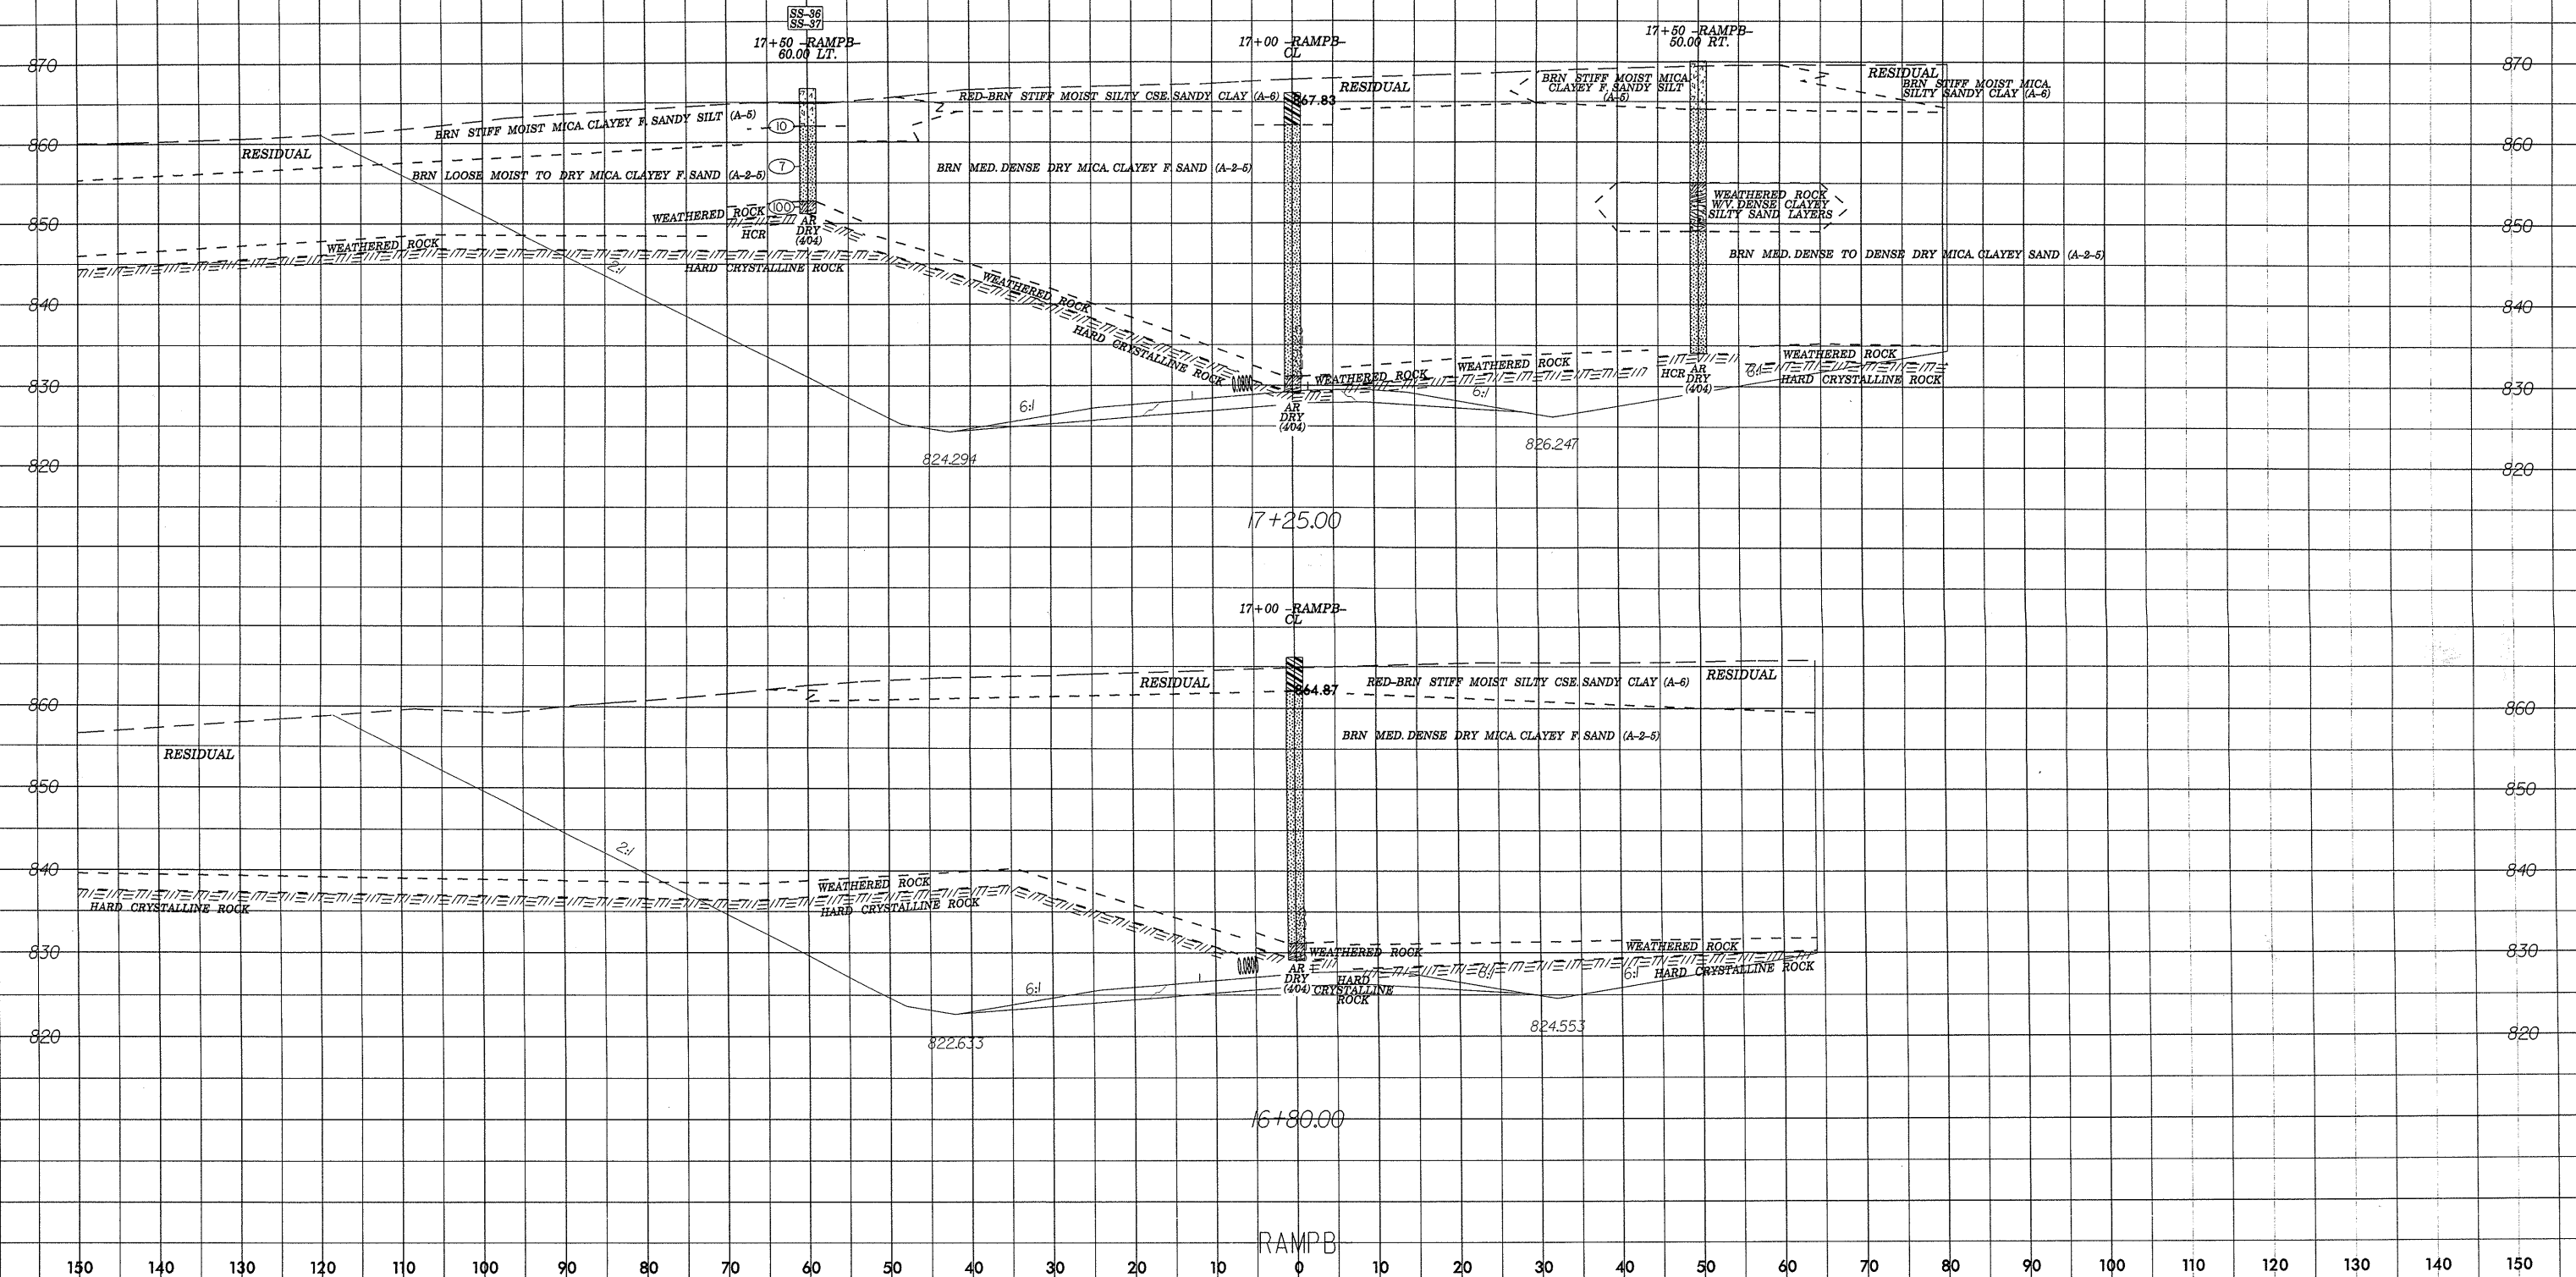 SS-36
SS-37
17+50 -RAMPB-
60.00 LT.
17+00 -RAMPB-
CL
17+50 -RAMPB-
50.00 RT.
870
870
867.83
RESIDUAL
BRN STIFF MOIST MICA.
CLAYEY F. SANDY SILT
(A-5)
RESIDUAL
BRN STIFF MOIST MICA.
SILTY SANDY CLAY (A-6)
RED-BRN STIFF MOIST SILTY CSE. SANDY CLAY (A-6)
BRN STIFF MOIST MICA. CLAYEY F. SANDY SILT (A-5)
10
860
860
RESIDUAL
7
BRN LOOSE MOIST TO DRY MICA. CLAYEY F. SAND (A-2-5)
BRN MED. DENSE DRY MICA. CLAYEY F. SAND (A-2-5)
WEATHERED ROCK
W/V. DENSE CLAYEY
SILTY SAND LAYERS
100
WEATHERED ROCK
850
850
HCR
AR
DRY
(4/04)
WEATHERED ROCK
BRN MED. DENSE TO DENSE DRY MICA. CLAYEY SAND (A-2-5)
2:1
HARD CRYSTALLINE ROCK
WEATHERED ROCK
840
840
HARD CRYSTALLINE ROCK
WEATHERED ROCK
WEATHERED ROCK
WEATHERED ROCK
HCR
AR
DRY
(4/04)
6:1
HARD CRYSTALLINE ROCK
830
830
0.0800
6:1
6:1
AR
DRY
(4/04)
824.294
826.247
820
820
17+25.00
17+00 -RAMPB-
CL
RESIDUAL
864.87
RED-BRN STIFF MOIST SILTY CSE. SANDY CLAY (A-6)
RESIDUAL
860
860
BRN MED. DENSE DRY MICA. CLAYEY F. SAND (A-2-5)
RESIDUAL
850
850
2:1
840
840
WEATHERED ROCK
HARD CRYSTALLINE ROCK
HARD CRYSTALLINE ROCK
830
830
WEATHERED ROCK
WEATHERED ROCK
0.0800
AR
DRY
(4/04)
HARD
CRYSTALLINE
ROCK
6:1
6:1
6:1
HARD CRYSTALLINE ROCK
822.633
824.553
820
820
16+80.00
RAMPB
150 140 130 120 110 100 90 80 70 60 50 40 30 20 10 0 10 20 30 40 50 60 70 80 90 100 110 120 130 140 150